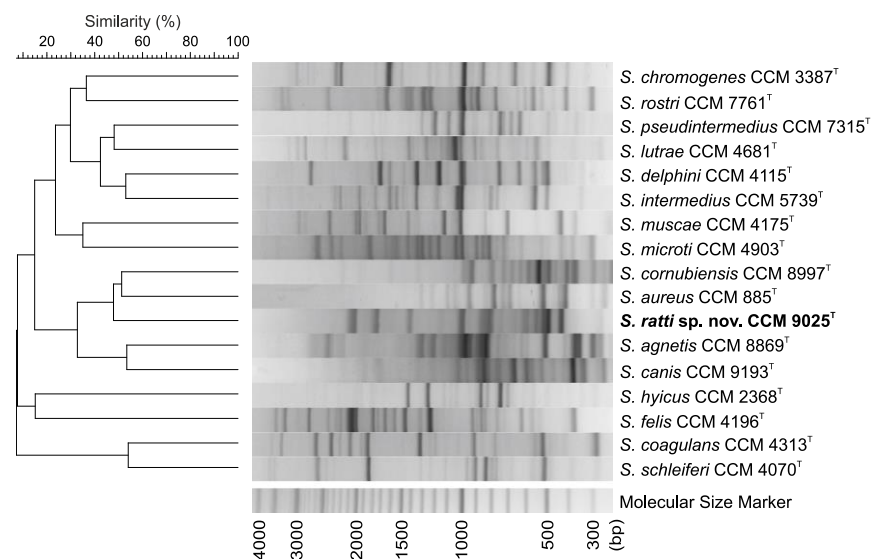 Similarity (%)
20 40 60 80 100
S. chromogenes CCM 3387ᵀ
S. rostri CCM 7761ᵀ
S. pseudintermedius CCM 7315ᵀ
S. lutrae CCM 4681ᵀ
S. delphini CCM 4115ᵀ
S. intermedius CCM 5739ᵀ
S. muscae CCM 4175ᵀ
S. microti CCM 4903ᵀ
S. cornubiensis CCM 8997ᵀ
S. aureus CCM 885ᵀ
S. ratti sp. nov. CCM 9025ᵀ
S. agnetis CCM 8869ᵀ
S. canis CCM 9193ᵀ
S. hyicus CCM 2368ᵀ
S. felis CCM 4196ᵀ
S. coagulans CCM 4313ᵀ
S. schleiferi CCM 4070ᵀ
Molecular Size Marker
4000 3000 2000 1500 1000 500 300 (bp)